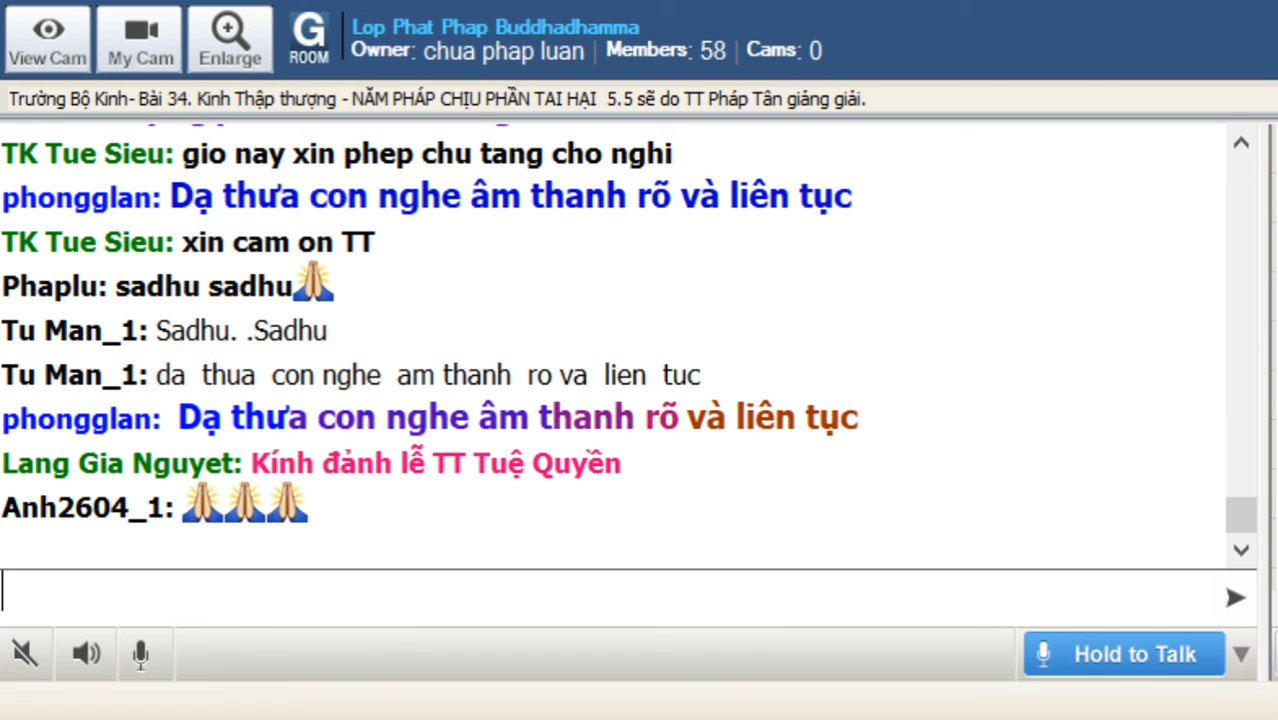 View Cam
My Cam
Enlarge
G
ROOM
Lop Phat Phap Buddhadhamma
Owner: chua phap luan | Members: 58 | Cams: 0
Trường Bộ Kinh- Bài 34. Kinh Thập thượng - NĂM PHÁP CHỊU PHẦN TAI HẠI 5.5 sẽ do TT Pháp Tân giảng giải.
TK Tue Sieu: gio nay xin phep chu tang cho nghi
phongglan: Dạ thưa con nghe âm thanh rõ và liên tục
TK Tue Sieu: xin cam on TT
Phaplu: sadhu sadhu🙏
Tu Man_1: Sadhu. .Sadhu
Tu Man_1: da thua con nghe am thanh ro va lien tuc
phongglan: Dạ thưa con nghe âm thanh rõ và liên tục
Lang Gia Nguyet: Kính đảnh lễ TT Tuệ Quyền
Anh2604_1: 🙏🙏🙏
Hold to Talk